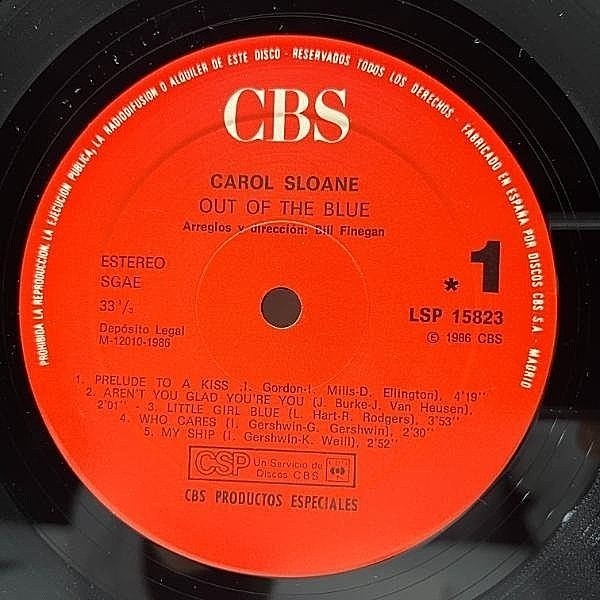 PROHIBIDA LA REPRODUCCION, LA EJECUCION PUBLICA, LA RADIODIFUSION O ALQUILER DE ESTE DISCO - RESERVADOS TODOS LOS DERECHOS - FABRICADO EN ESPAÑA POR DISCOS CBS S.A - MADRID
CBS
CAROL SLOANE
OUT OF THE BLUE
Arreglos y dirección: Bill Finegan
ESTEREO
SGAE
33 1/3
Depósito Legal
M-12010-1986
* 1
LSP 15823
© 1986 CBS
1. PRELUDE TO A KISS (I. Gordon-I. Mills-D. Ellington), 4'19"
2. AREN'T YOU GLAD YOU'RE YOU (J. Burke-J. Van Heusen),
2'01" - 3. LITTLE GIRL BLUE (L. Hart-R. Rodgers), 3'53"
4. WHO CARES (I. Gershwin-G. Gershwin), 2'30"
5. MY SHIP (I. Gershwin-K. Weill), 2'52"
CSP Un Servicio de
Discos CBS
CBS PRODUCTOS ESPECIALES